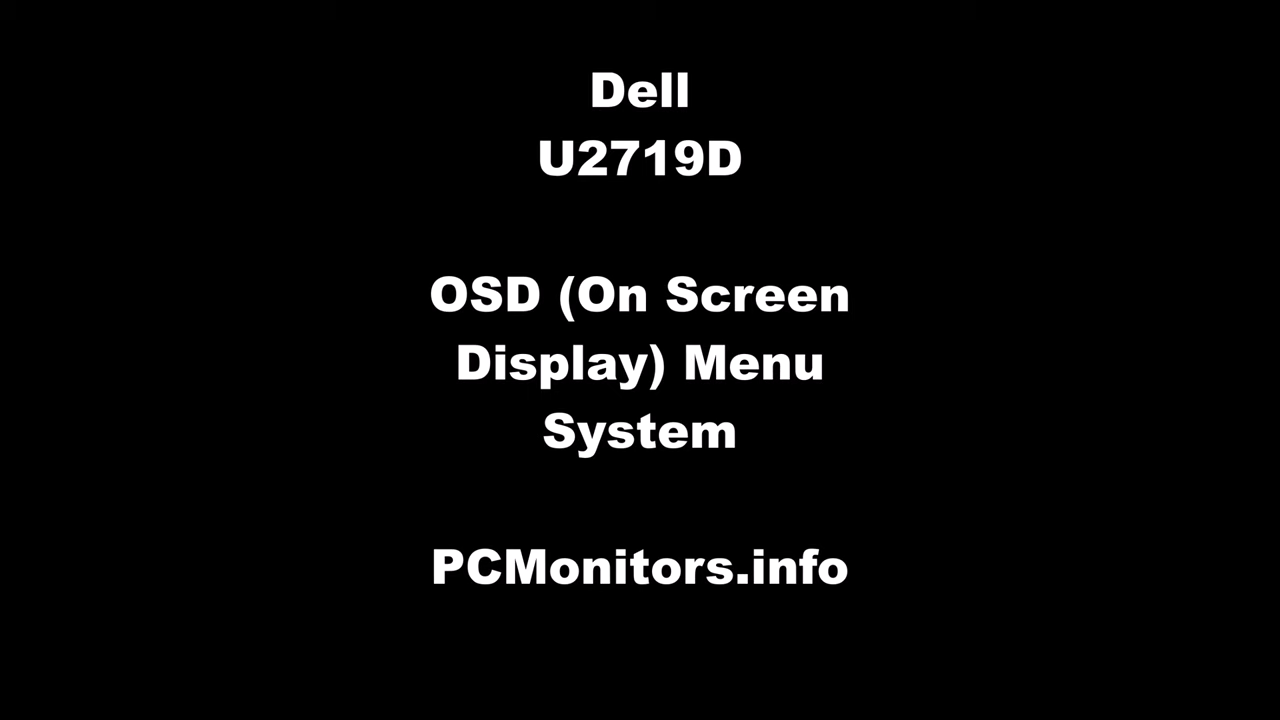 Dell
U2719D
OSD (On Screen
Display) Menu
System
PCMonitors.info